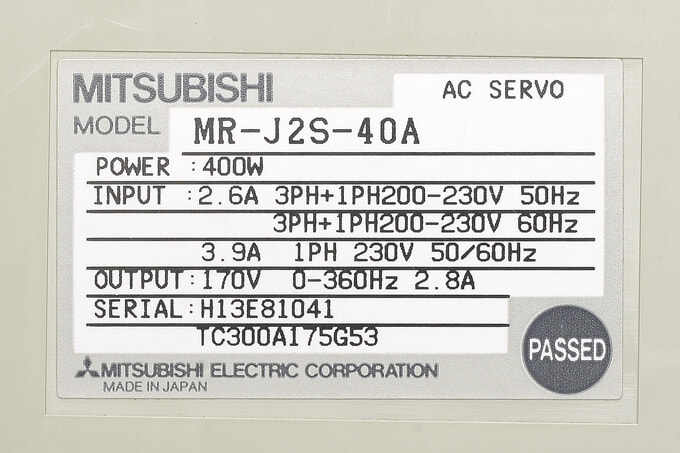 MITSUBISHI
AC SERVO
MODEL MR-J2S-40A
POWER :400W
INPUT :2.6A 3PH+1PH200-230V 50Hz
3PH+1PH200-230V 60Hz
3.9A 1PH 230V 50/60Hz
OUTPUT:170V 0-360Hz 2.8A
SERIAL:H13E81041
TC300A175G53
PASSED
MITSUBISHI ELECTRIC CORPORATION
MADE IN JAPAN